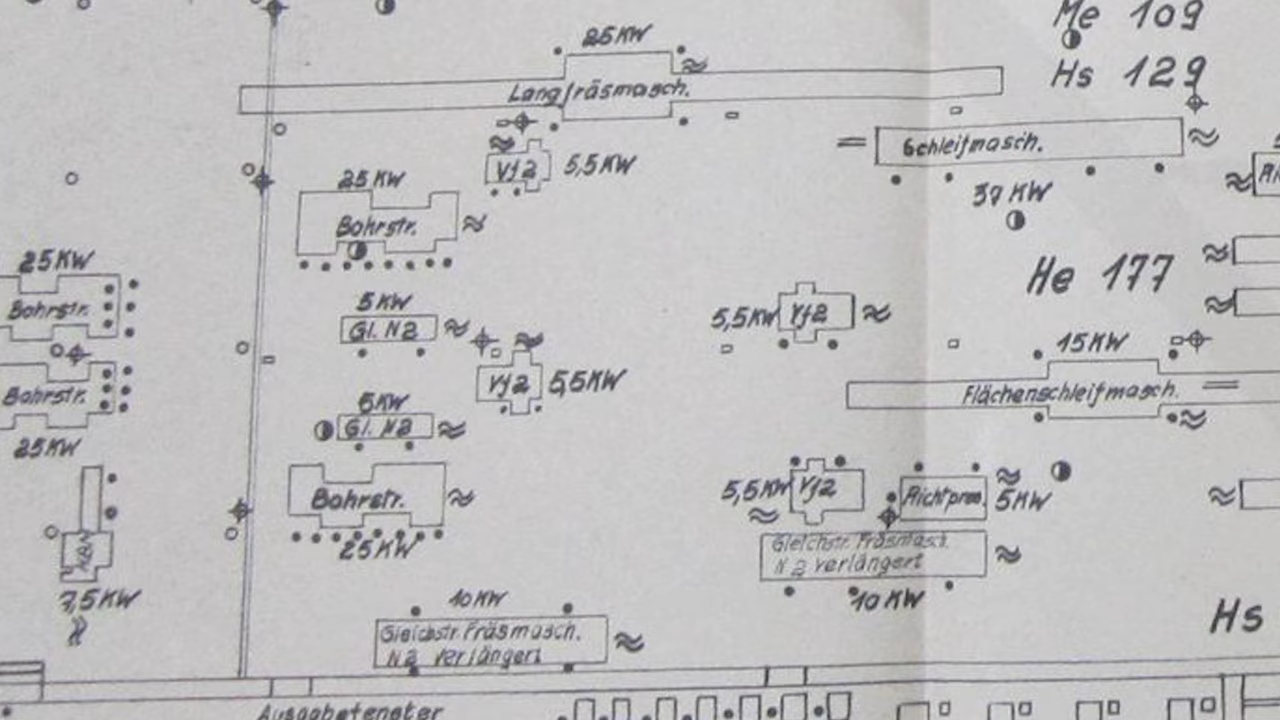 Me 109
25KW
Hs 129
Langfräsmasch.
Schleifmasch.
Vf2
5,5KW
25KW
37KW
Bohrstr.
25KW
He 177
5KW
Bohrstr.
5,5KW
Vf2
Gl. N2
15KW
Vf2
5,5KW
Bohrstr.
Flächenschleifmasch.
5KW
Gl. N2
25KW
5,5KW
Vf2
Bohrstr.
5KW
25KW
Gleichstr. Fräsmasch.
N2 verlängert
7,5KW
10KW
10KW
Hs
Gleichstr. Fräsmasch.
N2 verlängert
Ausgabefenster